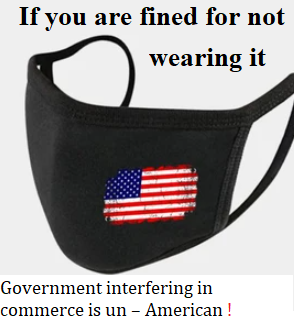 If you are fined for not
wearing it
Government interfering in
commerce is un – American !